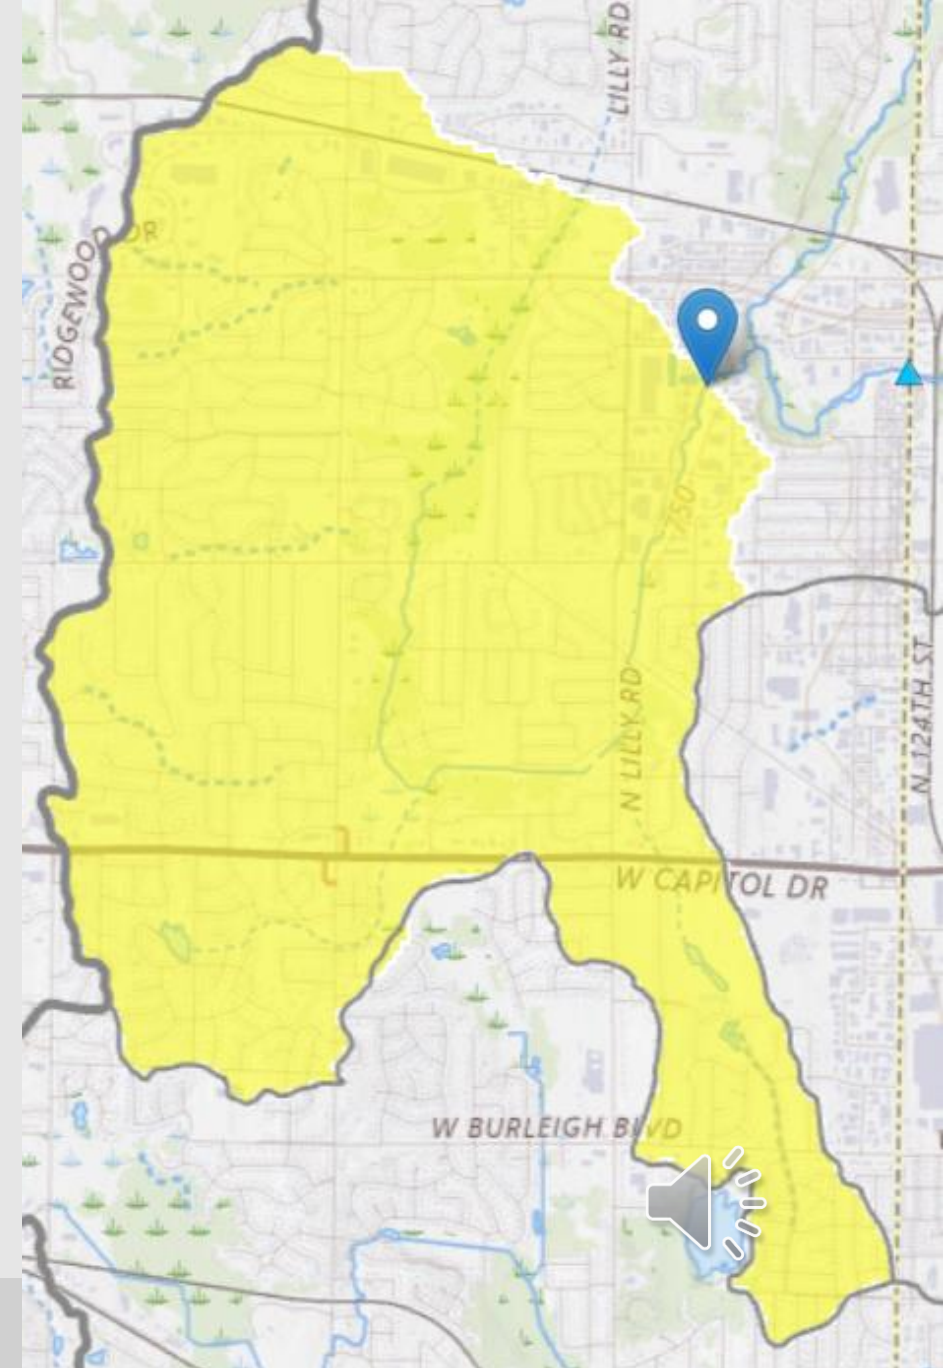 LILLY RD
RIDGEWOOD DR
750
N LILLY RD
N 124TH ST
W CAPITOL DR
W BURLEIGH BLVD